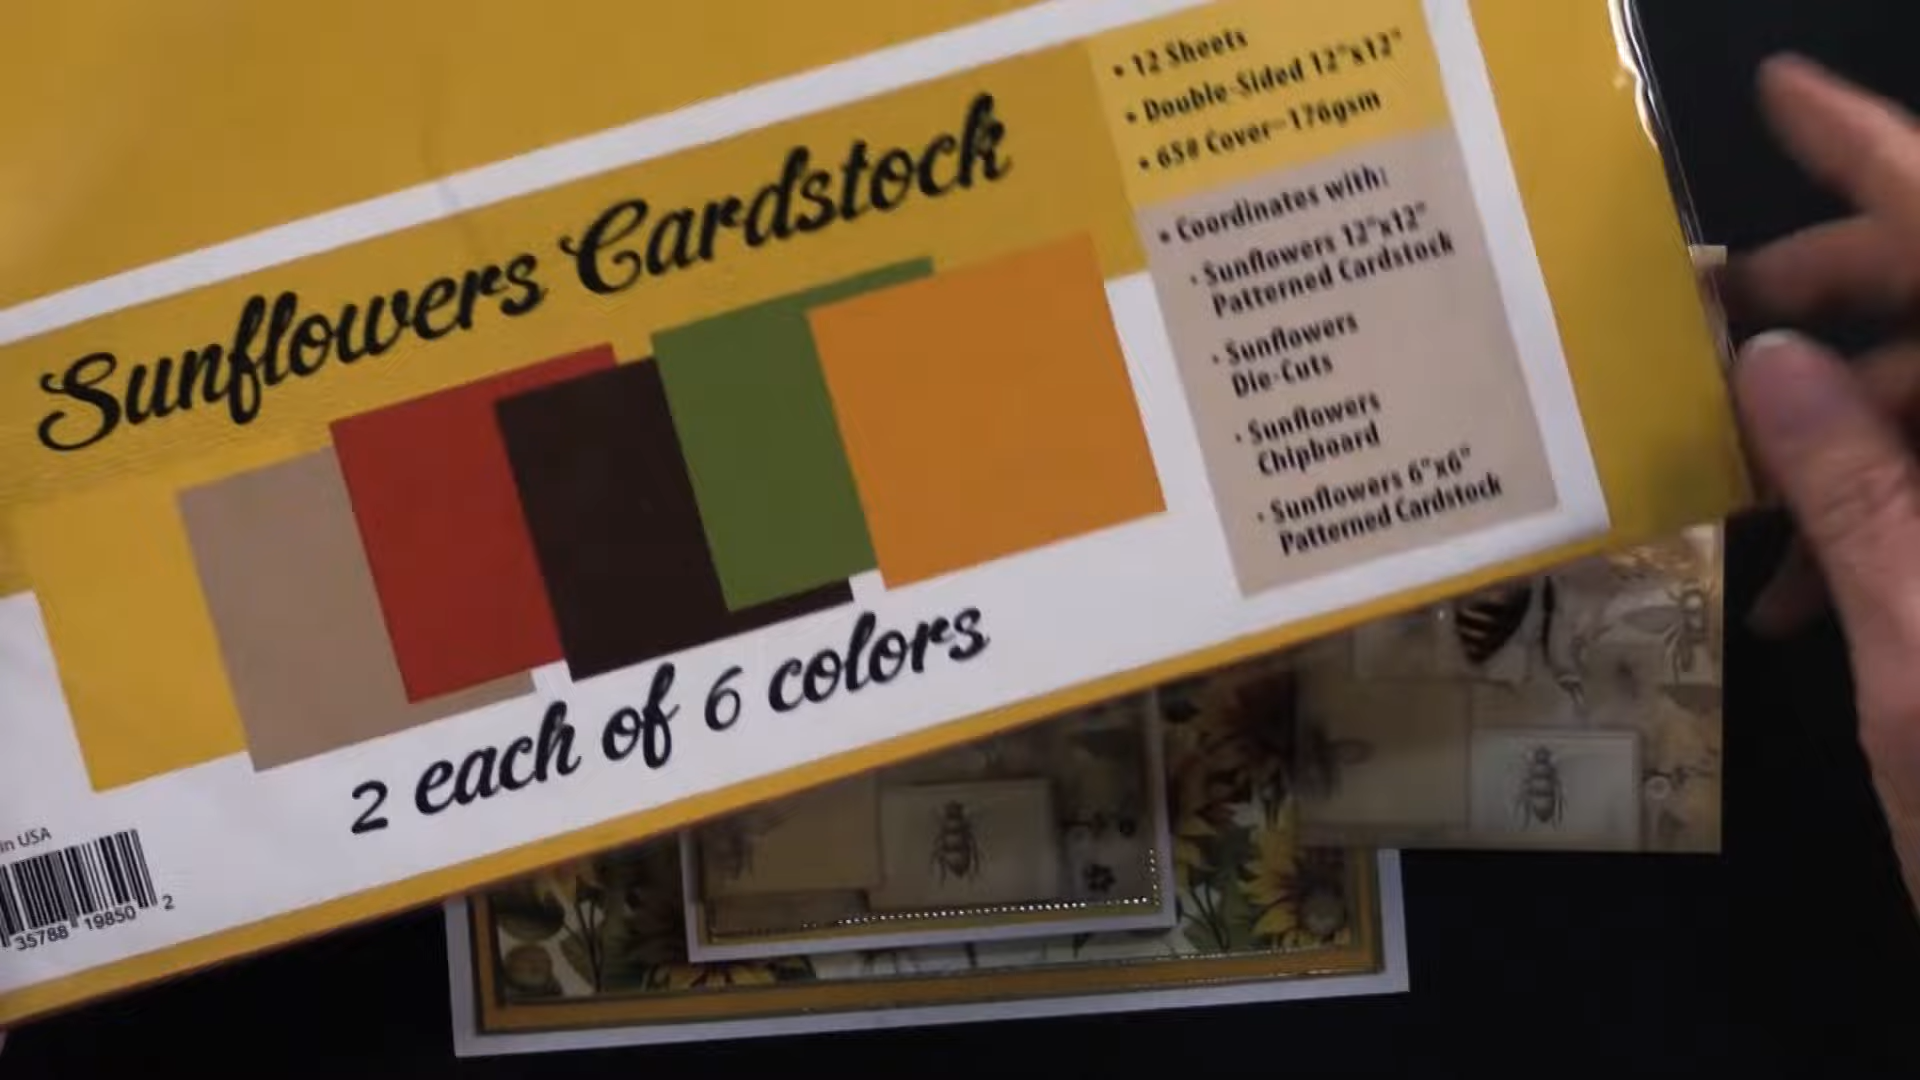 • 12 Sheets
• Double-Sided 12"x12"
• 65# Cover–176gsm
Sunflowers Cardstock
• Coordinates with:
• Sunflowers 12"x12"
Patterned Cardstock
• Sunflowers
Die-Cuts
• Sunflowers
Chipboard
• Sunflowers 6"x6"
Patterned Cardstock
2 each of 6 colors
in USA
35788 19850 2